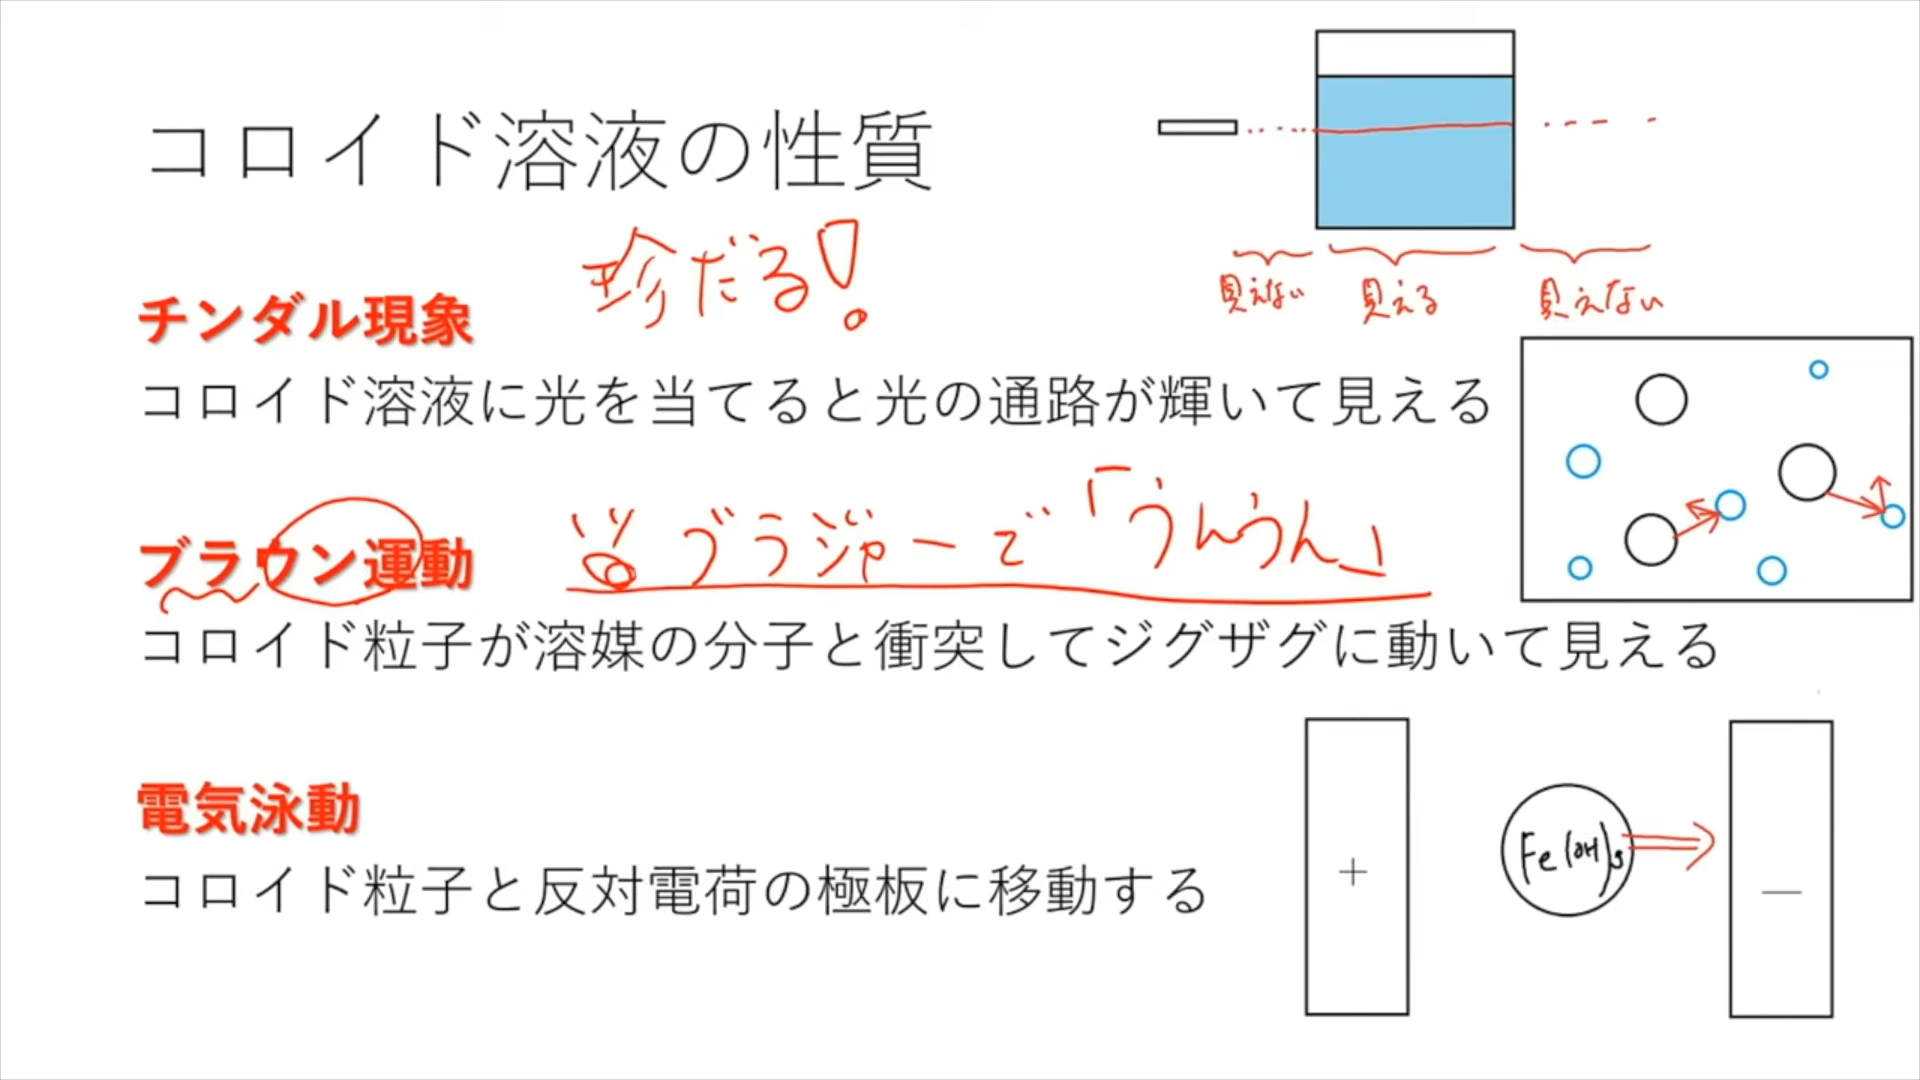 コロイド溶液の性質
珍だる!
見えない 見える 見えない
チンダル現象
コロイド溶液に光を当てると光の通路が輝いて見える
ブラウン運動
ブラジャーで「うんうん」
コロイド粒子が溶媒の分子と衝突してジグザグに動いて見える
電気泳動
コロイド粒子と反対電荷の極板に移動する
+ Fe(OH)3 −